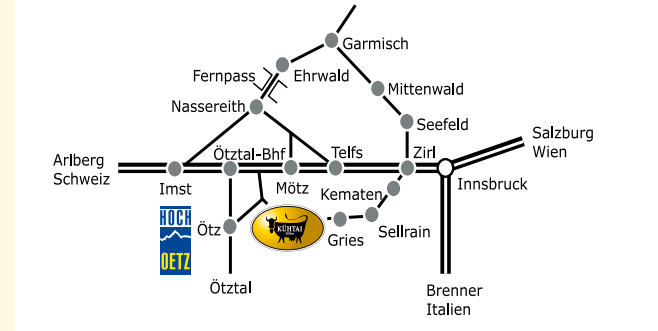 Garmisch
Fernpass
Ehrwald
Mittenwald
Nassereith
Seefeld
Salzburg
Wien
Arlberg
Schweiz
Ötztal-Bhf
Telfs
Zirl
Imst
Mötz
Kematen
Innsbruck
HOCH
OETZ
Ötz
KÜHTAI
Gries
Sellrain
Ötztal
Brenner
Italien